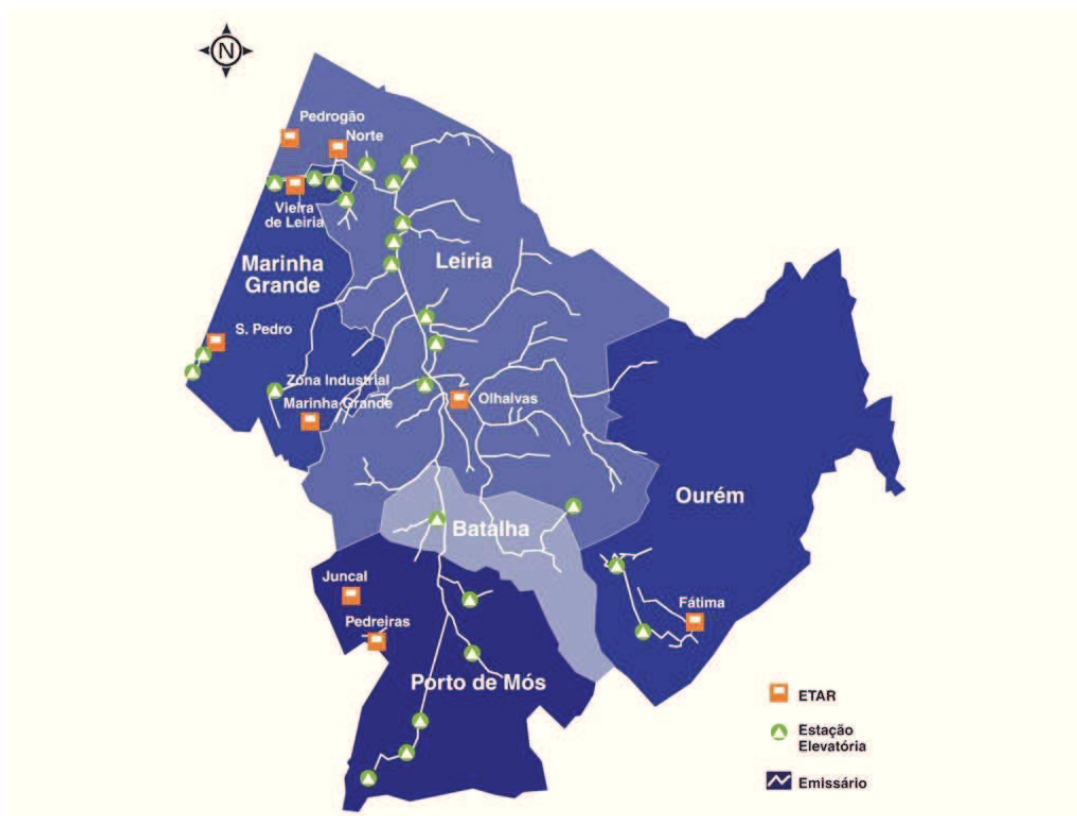 N
Pedrogão
Norte
Vieira
de Leiria
Marinha
Grande
Leiria
S. Pedro
Zona Industrial
Marinha Grande
Olhalvas
Ourém
Batalha
Juncal
Pedreiras
Fátima
Porto de Mós
ETAR
Estação
Elevatória
Emissário